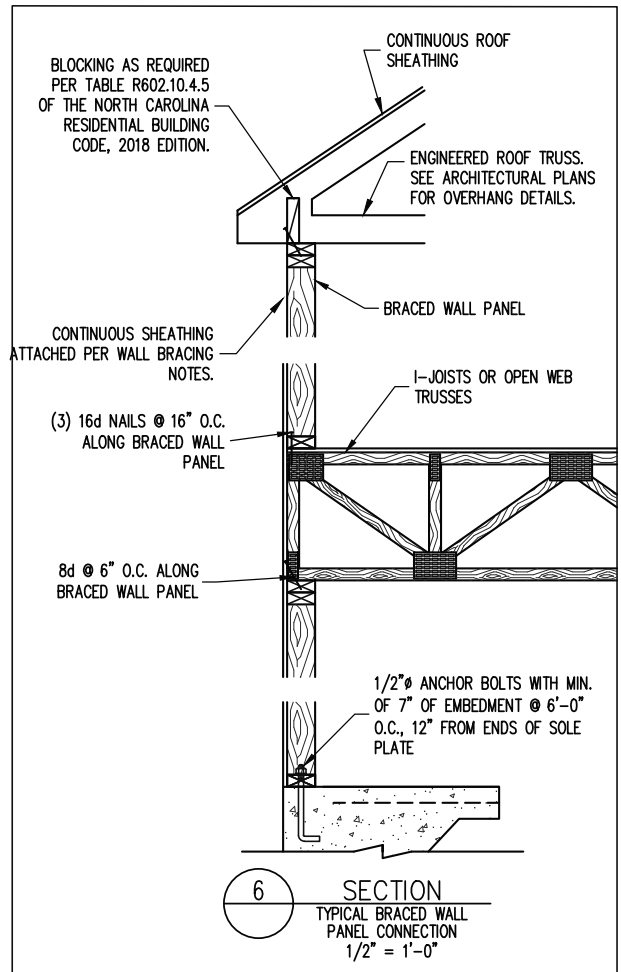 CONTINUOUS ROOF
SHEATHING
BLOCKING AS REQUIRED
PER TABLE R602.10.4.5
OF THE NORTH CAROLINA
RESIDENTIAL BUILDING
CODE, 2018 EDITION.
ENGINEERED ROOF TRUSS.
SEE ARCHITECTURAL PLANS
FOR OVERHANG DETAILS.
BRACED WALL PANEL
CONTINUOUS SHEATHING
ATTACHED PER WALL BRACING
NOTES.
I-JOISTS OR OPEN WEB
TRUSSES
(3) 16d NAILS @ 16" O.C.
ALONG BRACED WALL
PANEL
8d @ 6" O.C. ALONG
BRACED WALL PANEL
1/2"ø ANCHOR BOLTS WITH MIN.
OF 7" OF EMBEDMENT @ 6'-0"
O.C., 12" FROM ENDS OF SOLE
PLATE
6
SECTION
TYPICAL BRACED WALL
PANEL CONNECTION
1/2" = 1'-0"